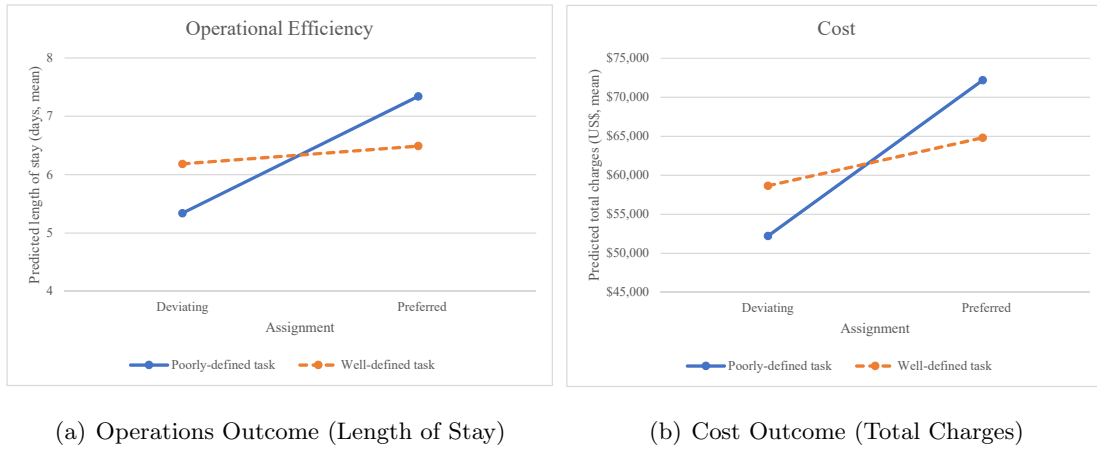 Operational Efficiency
Predicted length of stay (days, mean)
8
7
6
5
4
Deviating
Preferred
Assignment
Poorly-defined task
Well-defined task
(a) Operations Outcome (Length of Stay)
Cost
Predicted total charges (US$, mean)
$75,000
$70,000
$65,000
$60,000
$55,000
$50,000
$45,000
Deviating
Preferred
Assignment
Poorly-defined task
Well-defined task
(b) Cost Outcome (Total Charges)